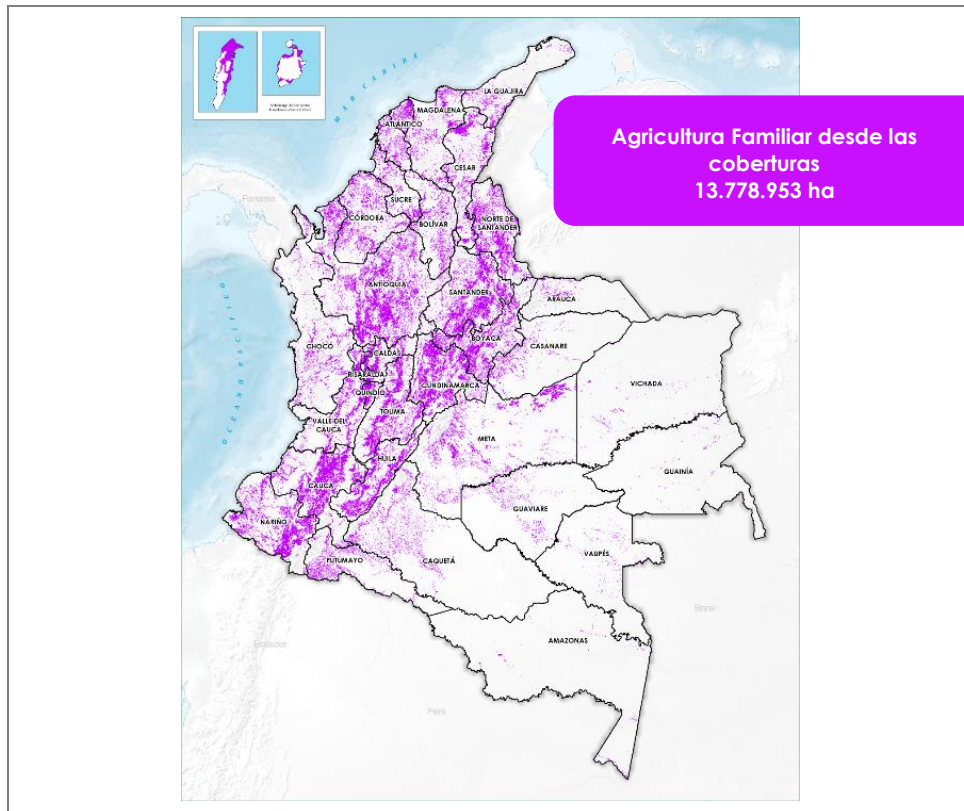 MAR CARIBE
LA GUAJIRA
MAGDALENA
ATLÁNTICO
Agricultura Familiar desde las
coberturas
13.778.953 ha
CESAR
Panamá
SUCRE
CÓRDOBA
BOLÍVAR
NORTE DE
SANTANDER
ANTIOQUIA
SANTANDER
ARAUCA
OCEANO PACÍFICO
CHOCÓ
BOYACÁ
CASANARE
CALDAS
RISARALDA
CUNDINAMARCA
VICHADA
QUINDÍO
TOLIMA
VALLE DEL
CAUCA
META
HUILA
GUAINÍA
CAUCA
GUAVIARE
NARIÑO
VAUPÉS
PUTUMAYO
CAQUETÁ
Brasil
AMAZONAS
Ecuador
Perú